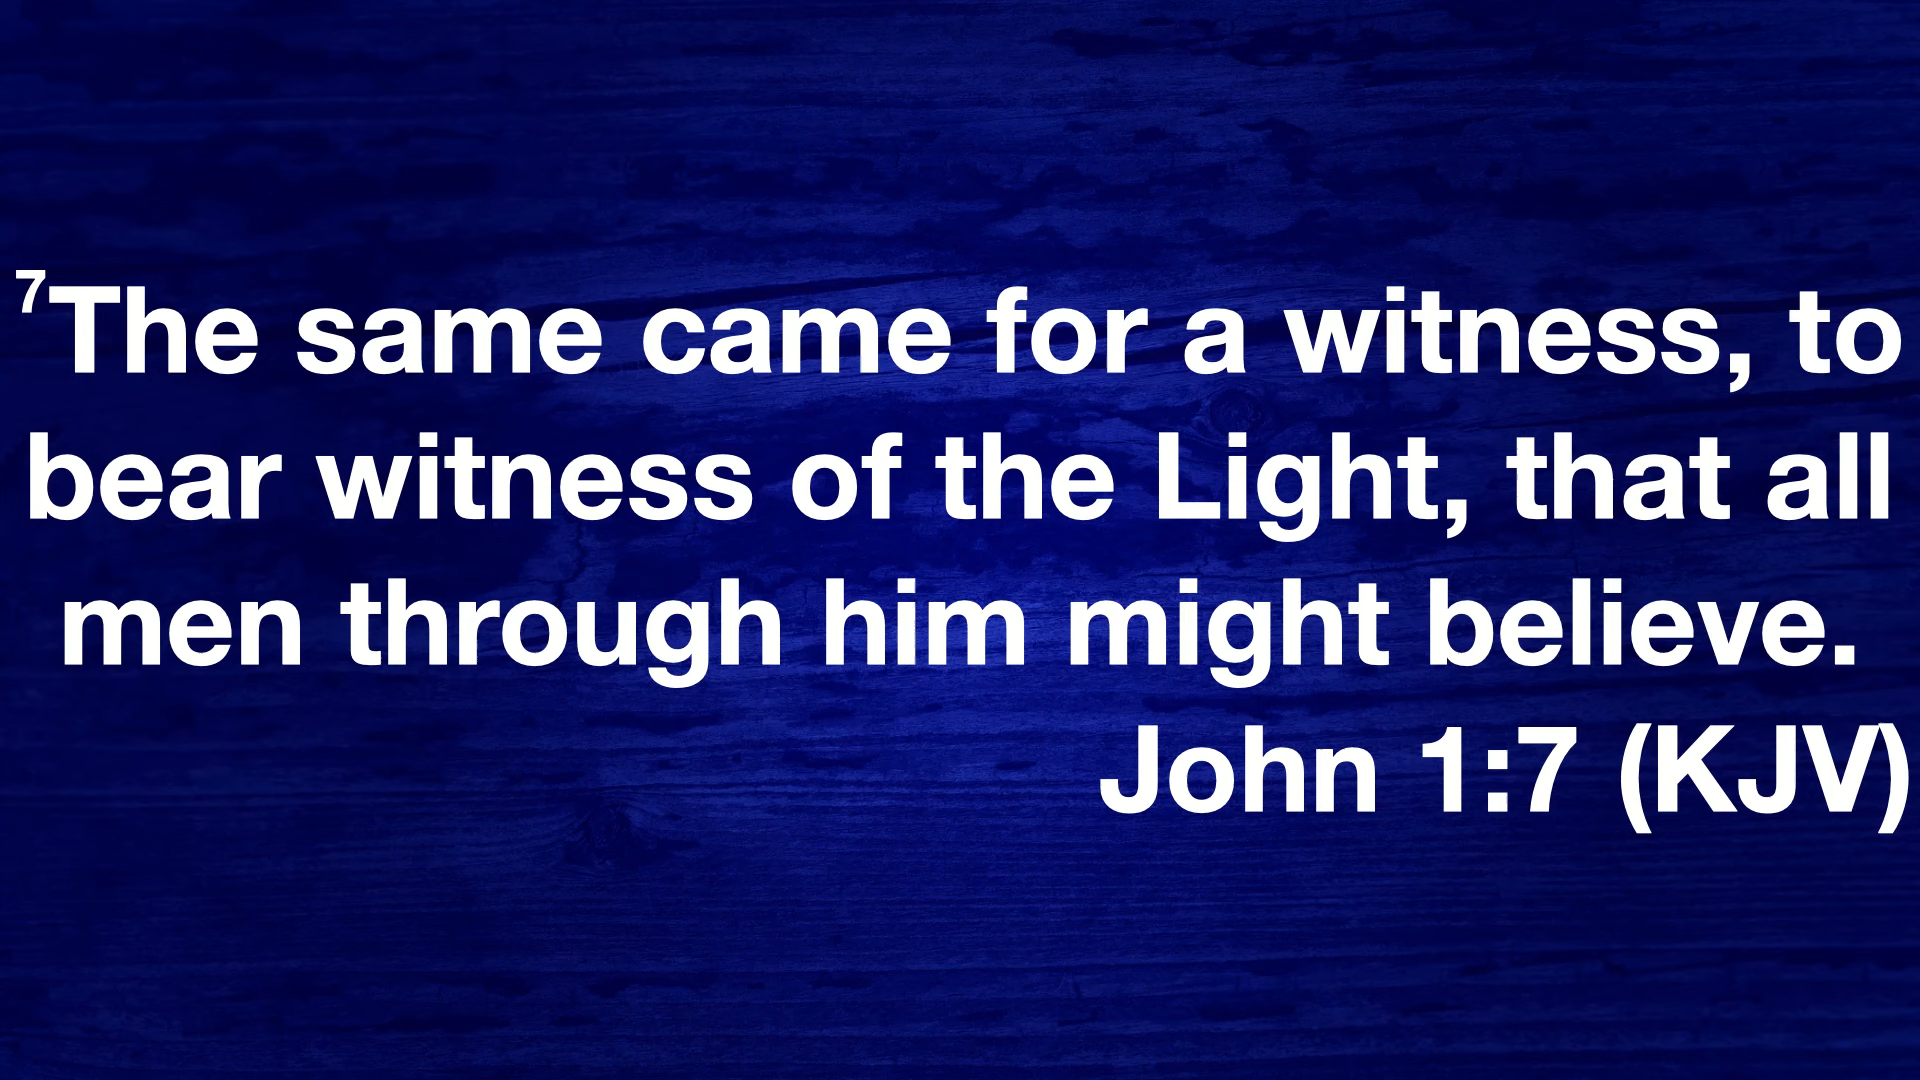 ⁷The same came for a witness, to
bear witness of the Light, that all
men through him might believe.
John 1:7 (KJV)